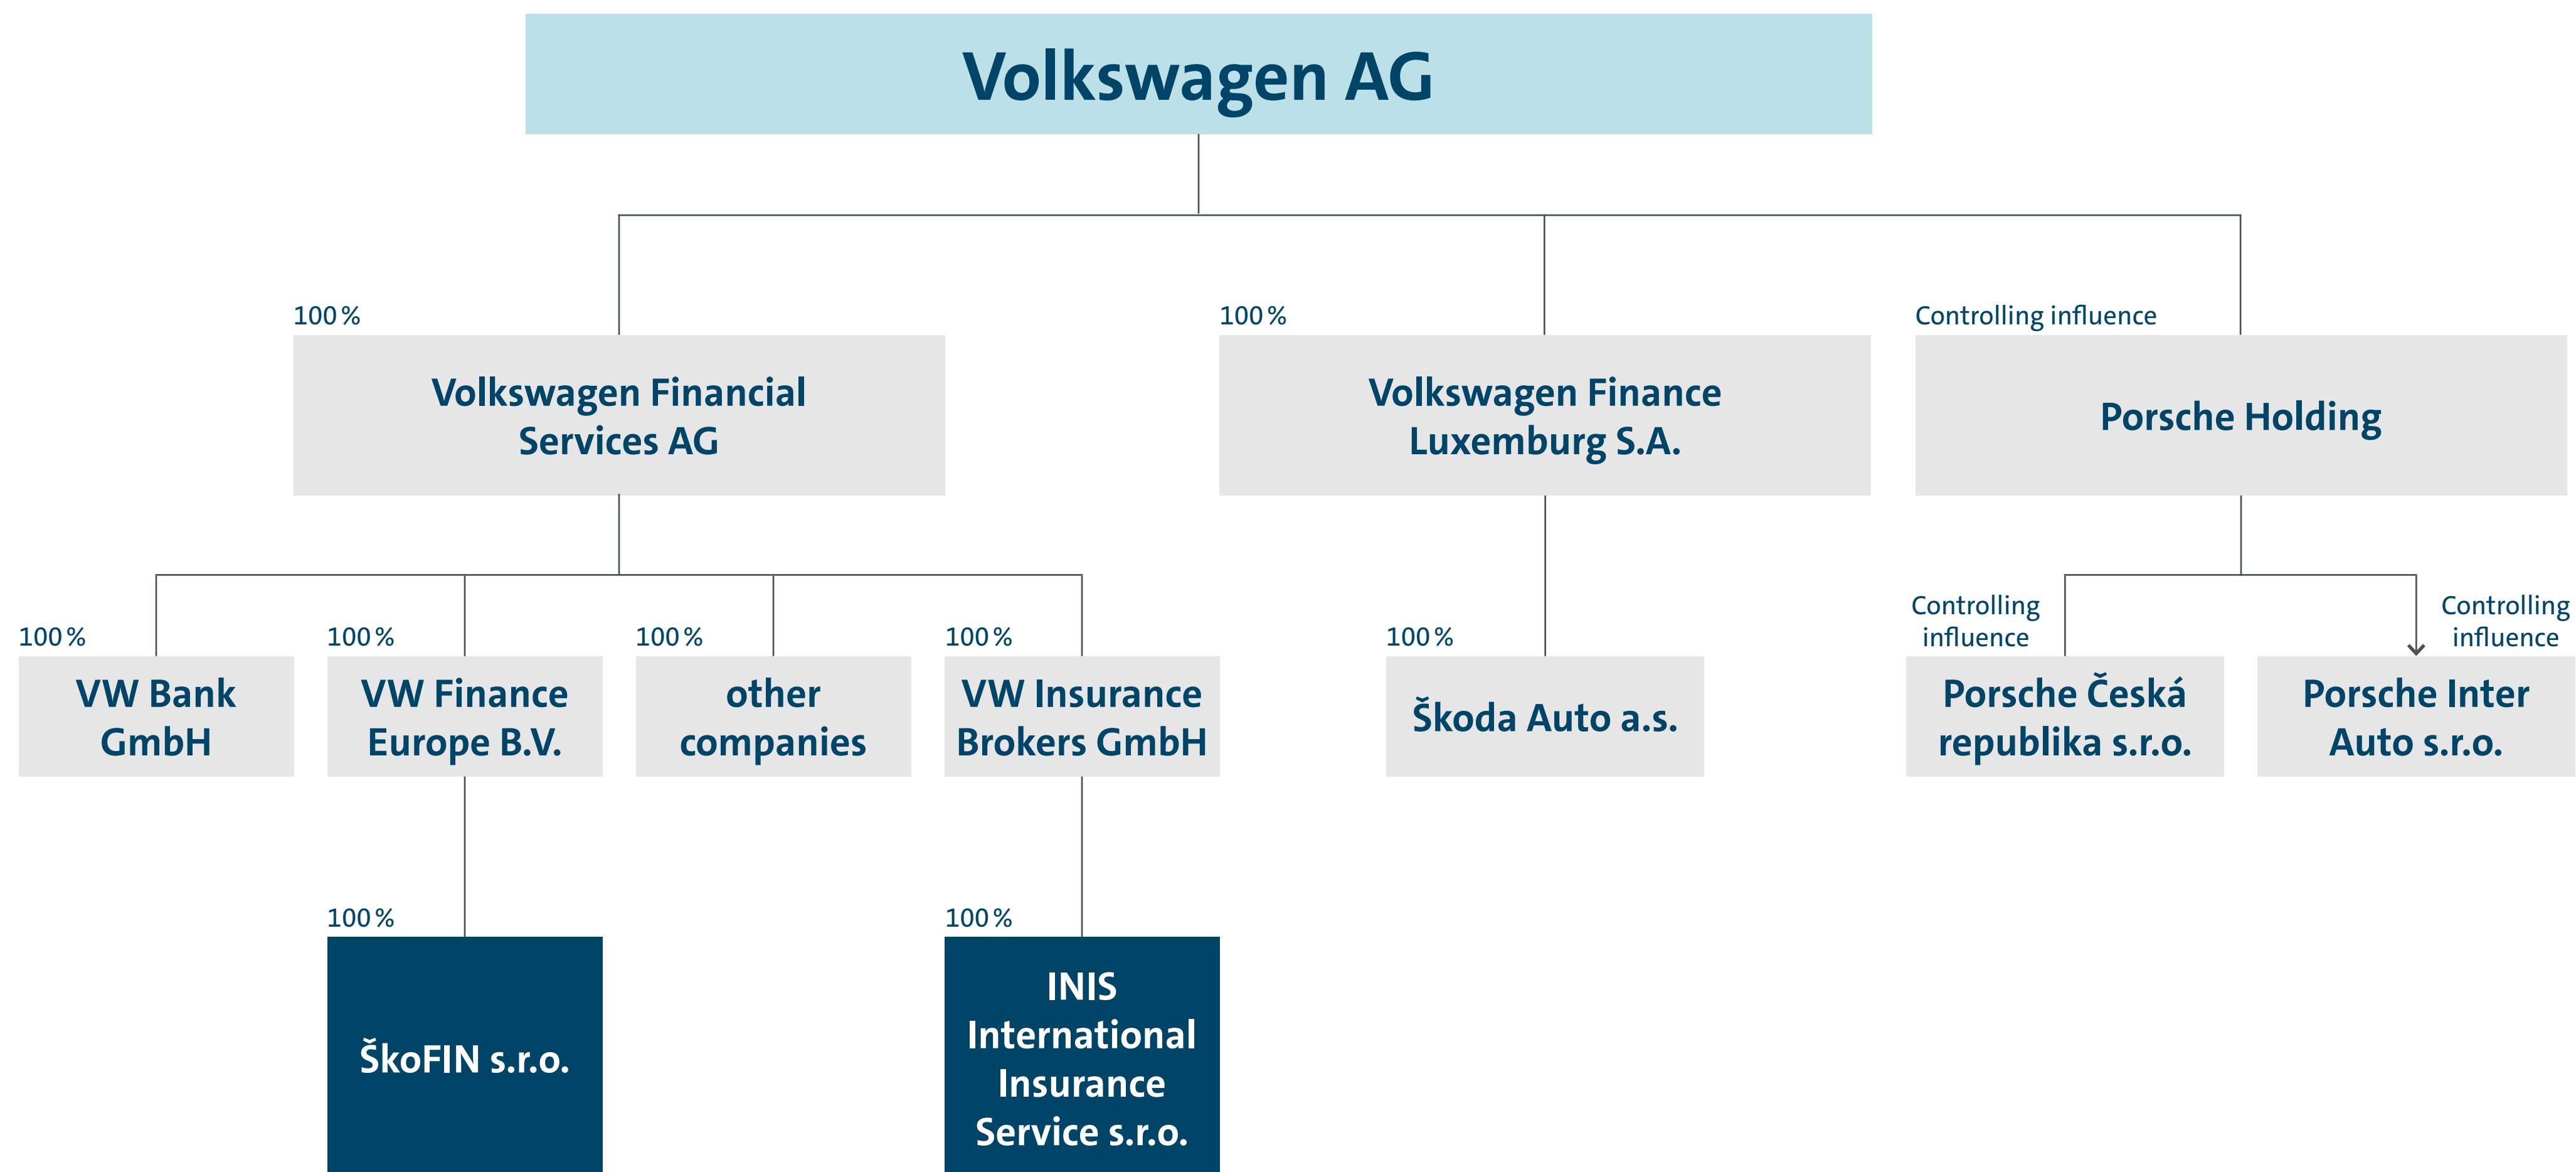 Volkswagen AG
100 %
Volkswagen Financial
Services AG
100 %
Volkswagen Finance
Luxemburg S.A.
Controlling influence
Porsche Holding
100 %
VW Bank
GmbH
100 %
VW Finance
Europe B.V.
100 %
other
companies
100 %
VW Insurance
Brokers GmbH
100 %
Škoda Auto a.s.
Controlling
influence
Porsche Česká
republika s.r.o.
Controlling
influence
Porsche Inter
Auto s.r.o.
100 %
ŠkoFIN s.r.o.
100 %
INIS
International
Insurance
Service s.r.o.